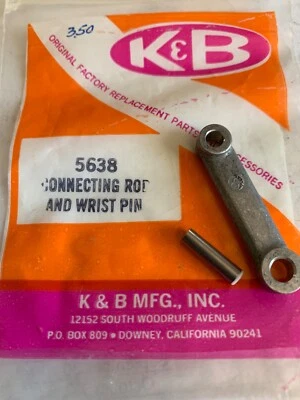 350
K&B
ORIGINAL FACTORY REPLACEMENT PARTS ACCESSORIES
5638
CONNECTING ROD
AND WRIST PIN
K & B MFG., INC.
12152 SOUTH WOODRUFF AVENUE
P.O. BOX 809 • DOWNEY, CALIFORNIA 90241